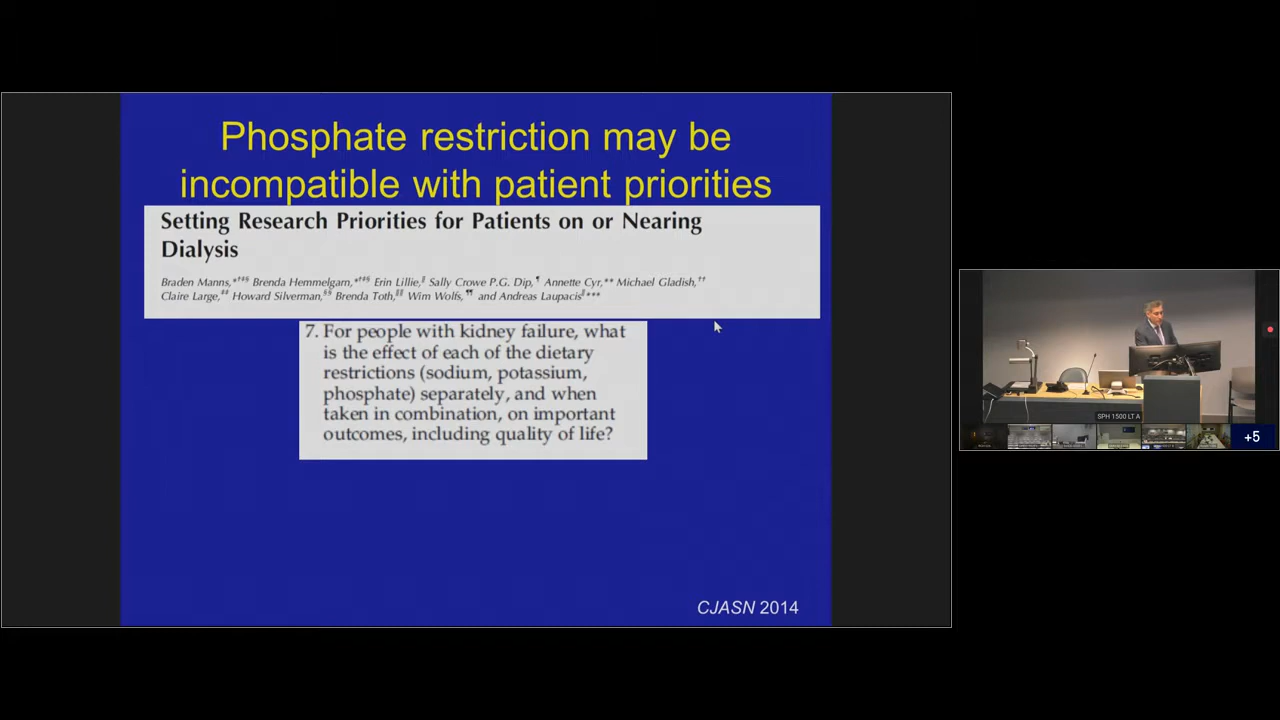 Phosphate restriction may be
incompatible with patient priorities
Setting Research Priorities for Patients on or Nearing
Dialysis
Braden Manns,*†‡§ Brenda Hemmelgarn,*†‡§ Erin Lillie,‖ Sally Crowe P.G. Dip,¶ Annette Cyr,** Michael Gladish,††
Claire Large,‡‡ Howard Silverman,§§ Brenda Toth,‖‖ Wim Wolfs,¶¶ and Andreas Laupacis‖***
7. For people with kidney failure, what
is the effect of each of the dietary
restrictions (sodium, potassium,
phosphate) separately, and when
taken in combination, on important
outcomes, including quality of life?
CJASN 2014
SPH 1500 LT A
+5